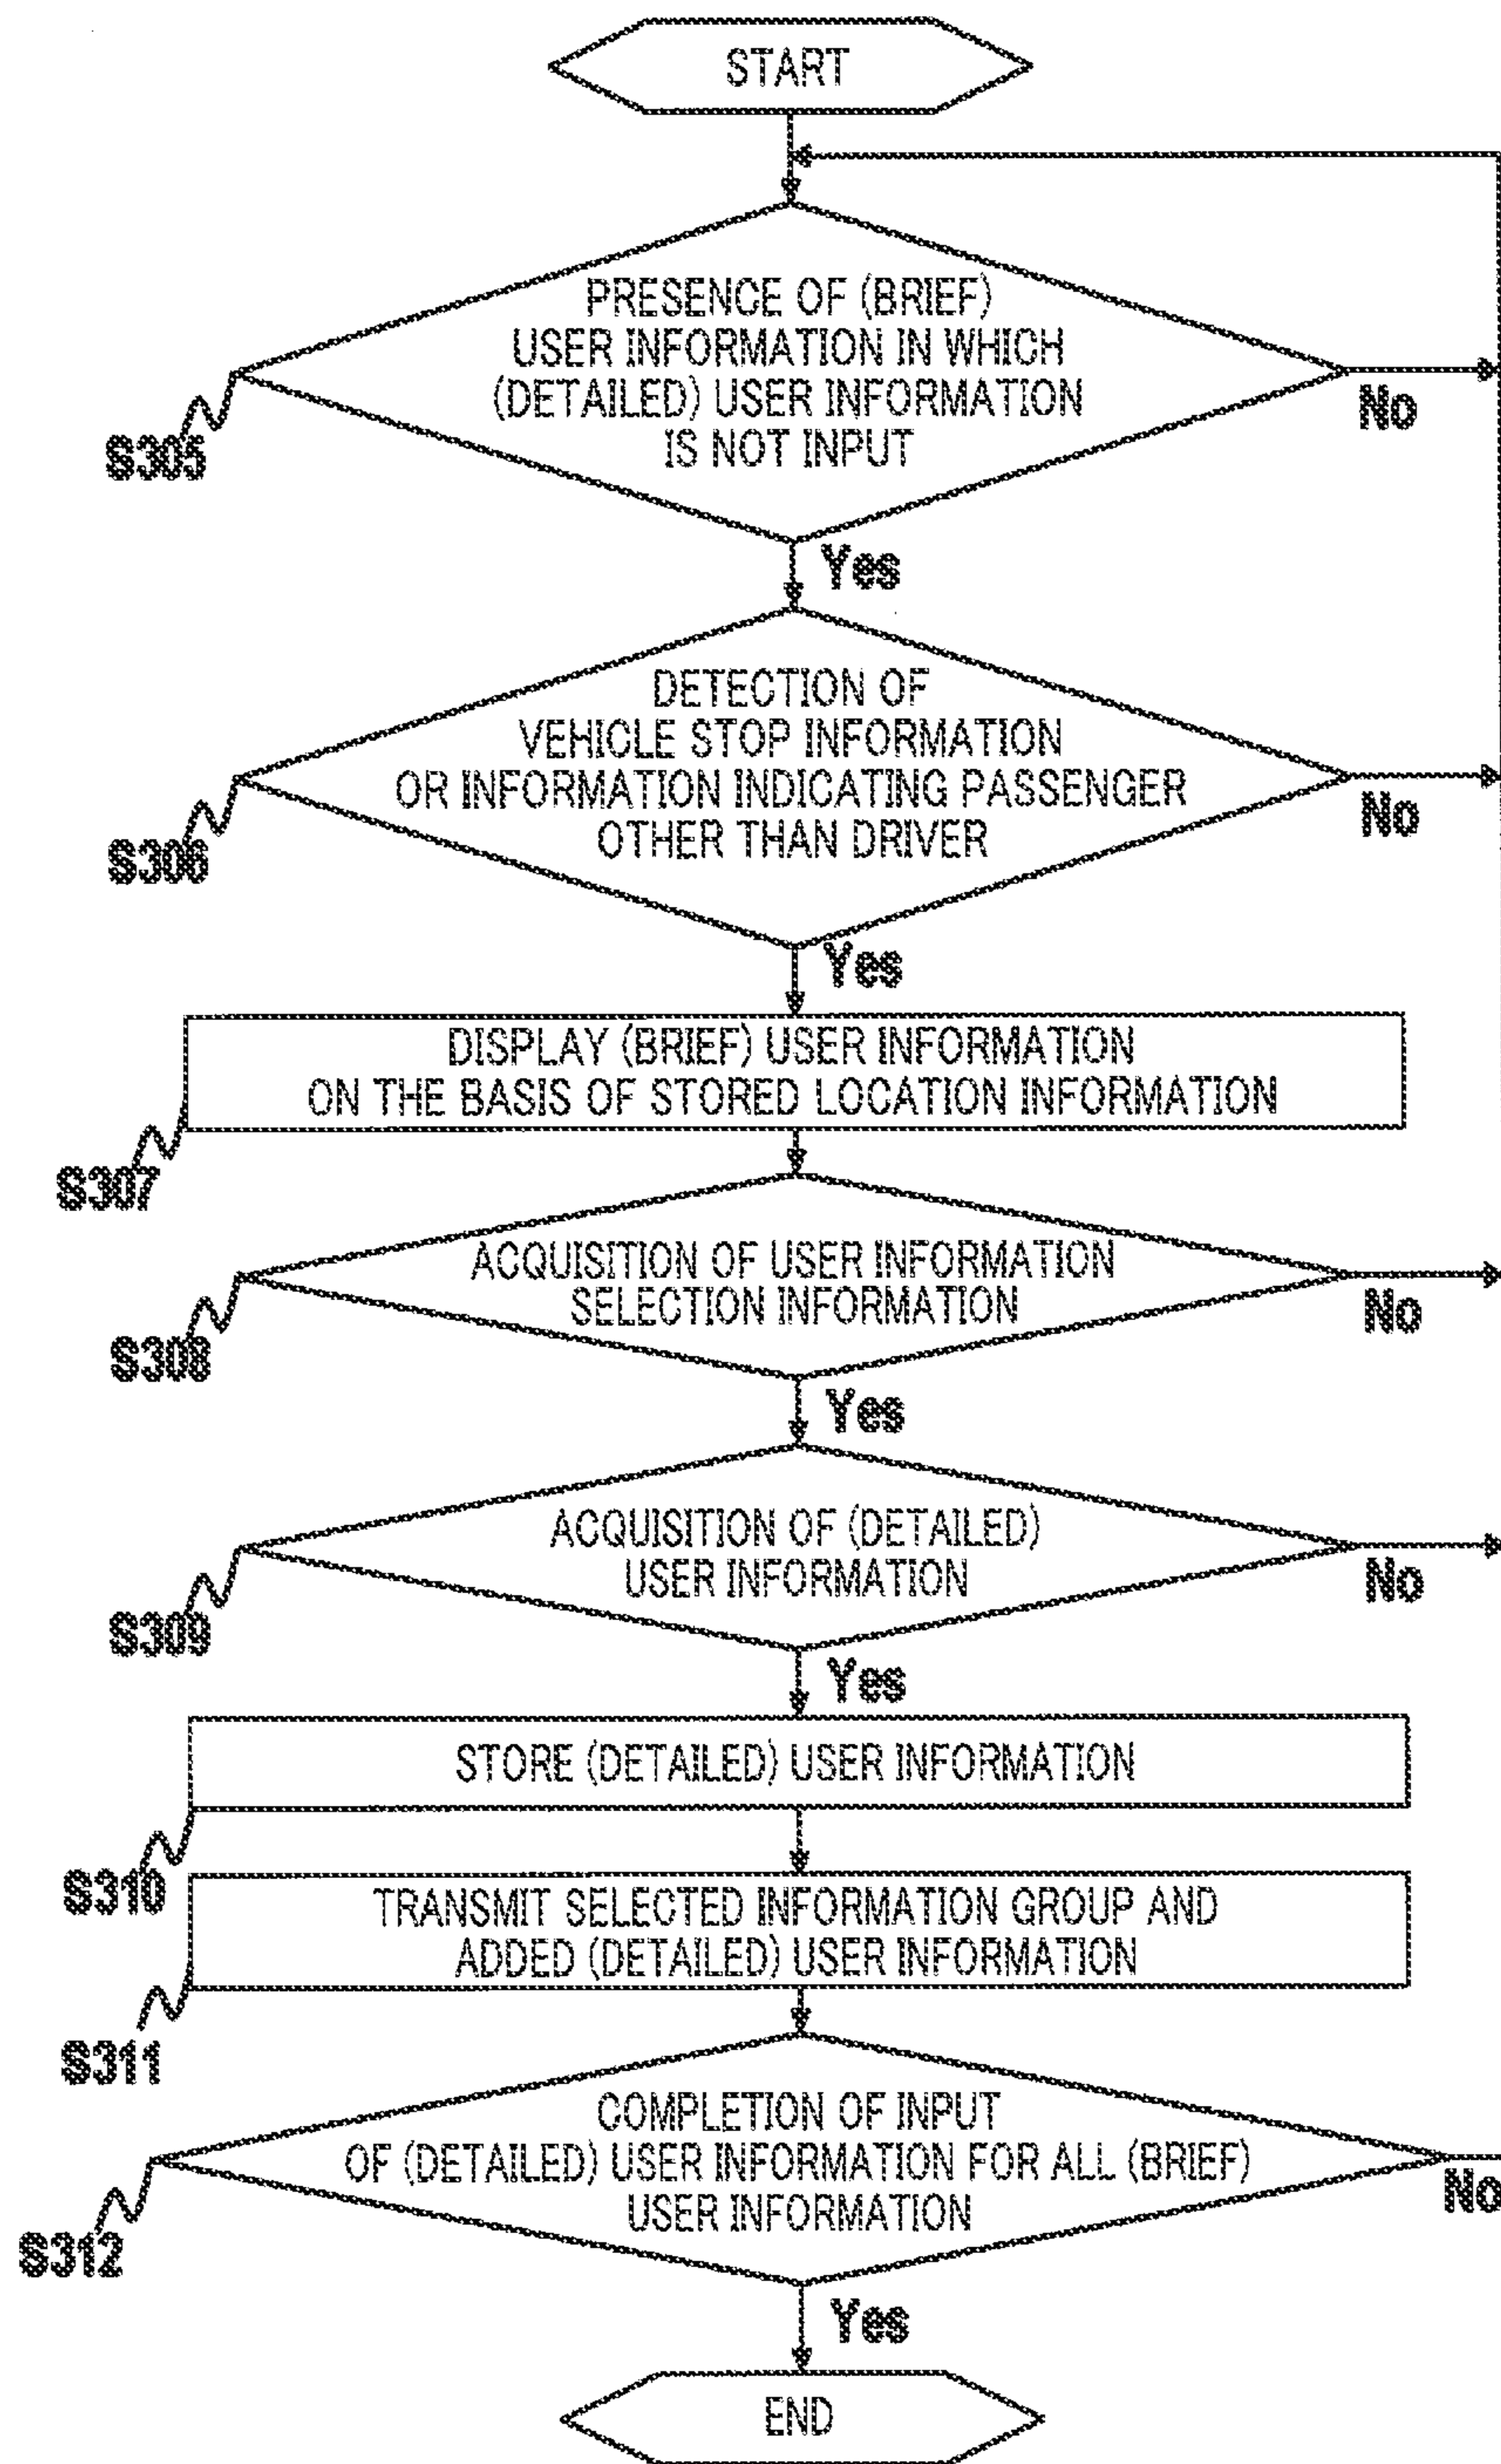 START
PRESENCE OF (BRIEF)
USER INFORMATION IN WHICH
(DETAILED) USER INFORMATION
IS NOT INPUT
No
S305
Yes
DETECTION OF
VEHICLE STOP INFORMATION
OR INFORMATION INDICATING PASSENGER
OTHER THAN DRIVER
No
S306
Yes
DISPLAY (BRIEF) USER INFORMATION
ON THE BASIS OF STORED LOCATION INFORMATION
S307
ACQUISITION OF USER INFORMATION
SELECTION INFORMATION
No
S308
Yes
ACQUISITION OF (DETAILED)
USER INFORMATION
No
S309
Yes
STORE (DETAILED) USER INFORMATION
S310
TRANSMIT SELECTED INFORMATION GROUP AND
ADDED (DETAILED) USER INFORMATION
S311
COMPLETION OF INPUT
OF (DETAILED) USER INFORMATION FOR ALL (BRIEF)
USER INFORMATION
No
S312
Yes
END